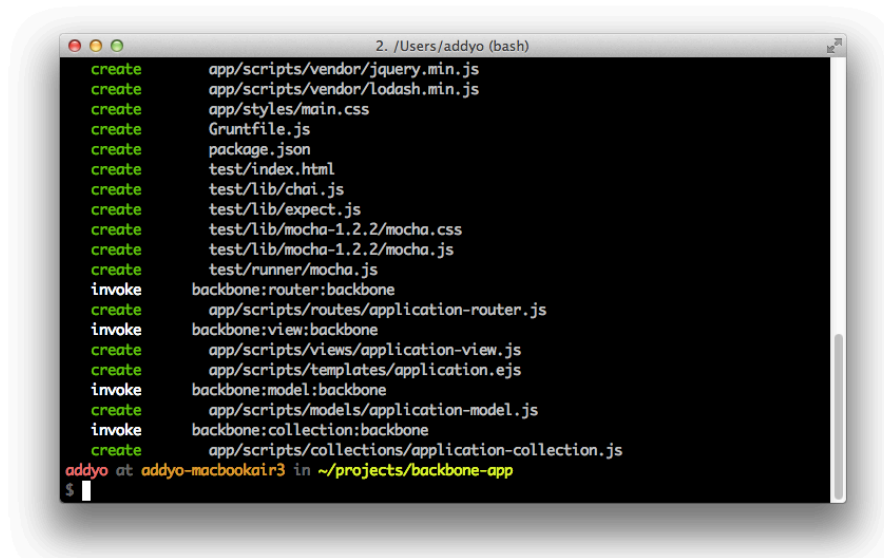 2. /Users/addyo (bash)
create app/scripts/vendor/jquery.min.js
create app/scripts/vendor/lodash.min.js
create app/styles/main.css
create Gruntfile.js
create package.json
create test/index.html
create test/lib/chai.js
create test/lib/expect.js
create test/lib/mocha-1.2.2/mocha.css
create test/lib/mocha-1.2.2/mocha.js
create test/runner/mocha.js
invoke backbone:router:backbone
create app/scripts/routes/application-router.js
invoke backbone:view:backbone
create app/scripts/views/application-view.js
create app/scripts/templates/application.ejs
invoke backbone:model:backbone
create app/scripts/models/application-model.js
invoke backbone:collection:backbone
create app/scripts/collections/application-collection.js
addyo at addyo-macbookair3 in ~/projects/backbone-app
$